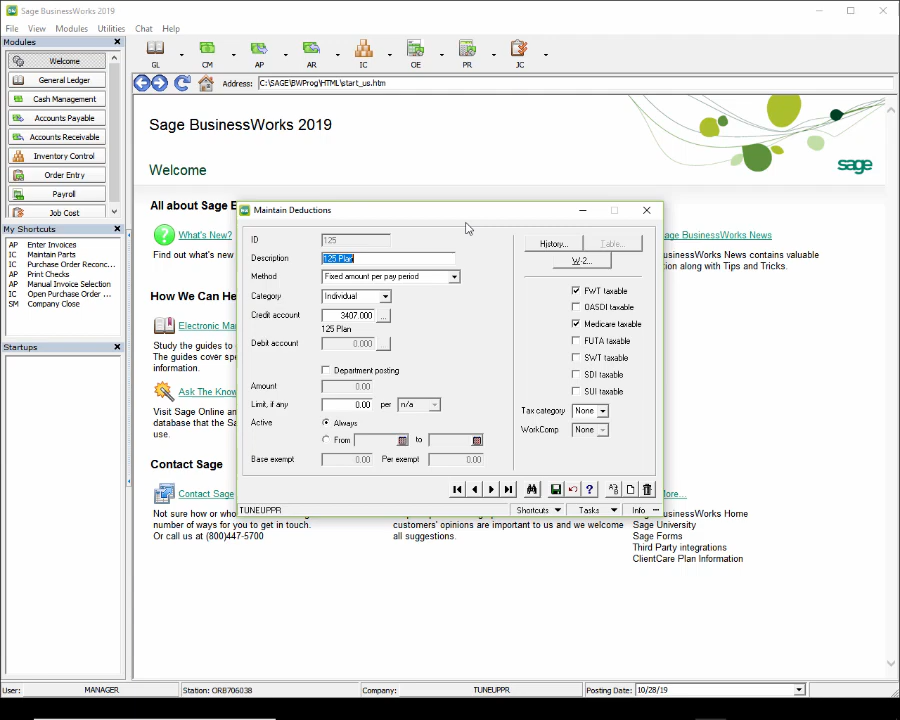 Sage BusinessWorks 2019
File View Modules Utilities Chat Help
Modules
Welcome
General Ledger
Cash Management
Accounts Payable
Accounts Receivable
Inventory Control
Order Entry
Payroll
Job Cost
GL CM AP AR IC OE PR JC
Address: C:\SAGE\BWProg\HTML\start_us.htm
My Shortcuts
AP Enter Invoices
IC Maintain Parts
IC Purchase Order Reconc...
AP Print Checks
AP Manual Invoice Selection
IC Open Purchase Order ...
SM Company Close
Startups
Sage BusinessWorks 2019
Welcome
sage
All about Sage B
What's New?
Find out what's new
How We Can He
Electronic Ma
Study the guides to
The guides cover spe
information.
Ask The Know
Visit Sage Online an
database that the Sa
use.
Contact Sage
Contact Sage
Not sure how or who
number of ways for you to get in touch.
Or call us at (800)447-5700
customers' opinions are important to us and we welcome
all suggestions.
age BusinessWorks News
sinessWorks News contains valuable
ion along with Tips and Tricks.
ore...
sinessWorks Home
Sage University
Sage Forms
Third Party integrations
ClientCare Plan Information
Maintain Deductions
ID 125
Description 125 Plan
Method Fixed amount per pay period
Category Individual
Credit account 3407.000 ...
125 Plan
Debit account 0.000 ...
Department posting
Amount 0.00
Limit, if any 0.00 per n/a
Active Always
From to
Base exempt 0.00 Per exempt 0.00
History... Table...
W-2...
FWT taxable
OASDI taxable
Medicare taxable
FUTA taxable
SWT taxable
SDI taxable
SUI taxable
Tax category None
WorkComp None
TUNEUPPR Shortcuts Tasks Info
User: MANAGER Station: ORB706038 Company: TUNEUPPR Posting Date: 10/28/19